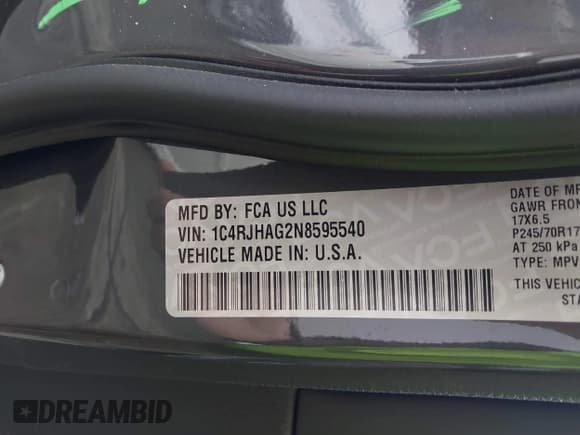 MFD BY: FCA US LLC
VIN: 1C4RJHAG2N8595540
VEHICLE MADE IN: U.S.A.
DATE OF MF
GAWR FRON
17X6.5
P245/70R17
AT 250 kPa
TYPE: MPV
THIS VEHICL
STA
DREAMBID